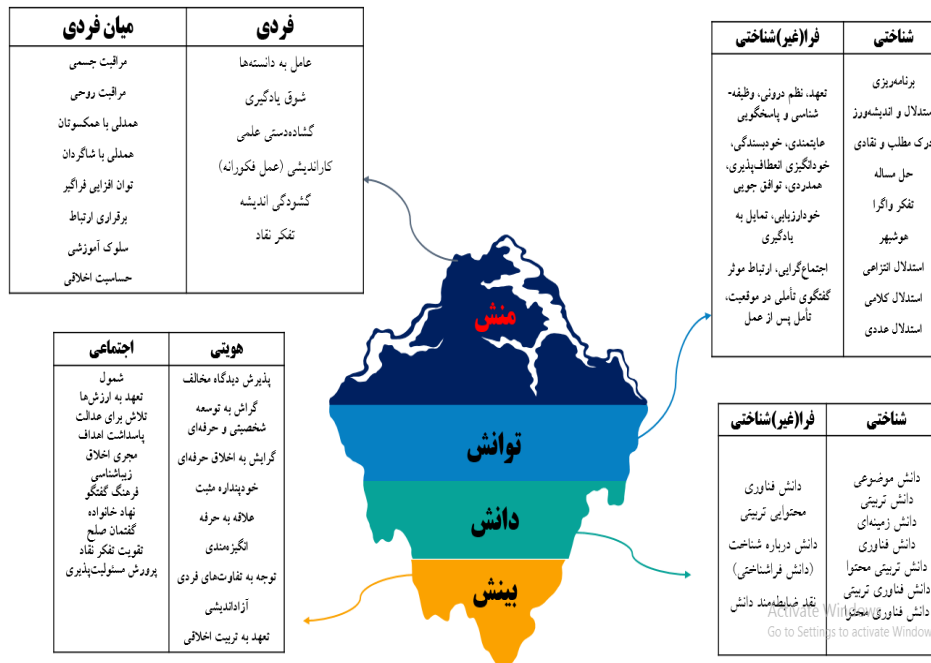 فردی
عامل به دانسته‌ها
شوق یادگیری
گشاده‌دستی علمی
کاراندیشی (عمل فکورانه)
گشودگی اندیشه
تفکر نقاد
میان فردی
مراقبت جسمی
مراقبت روحی
همدلی با همکسوتان
همدلی با شاگردان
توان افزایی فراگیر
برقراری ارتباط
سلوک آموزشی
حساسیت اخلاقی
شناختی
برنامه‌ریزی
ستدلال و اندیشه‌ورز
درک مطلب و نقادی
حل مساله
تفکر واگرا
هوشبهر
استدلال انتزاعی
استدلال کلامی
استدلال عددی
فرا(غیر)شناختی
تعهد، نظم درونی، وظیفه-
شناسی و پاسخگویی
عایتمندی، خودبسندگی،
خودانگیزی انعطاف‌پذیری،
همدردی، توافق جویی
خودارزیابی، تمایل به
یادگیری
اجتماع‌گرایی، ارتباط موثر
گفتگوی تأملی در موقعیت،
تأمل پس از عمل
منش
توانش
دانش
بینش
هویتی
پذیرش دیدگاه مخالف
گراش به توسعه
شخصیتی و حرفه‌ای
گرایش به اخلاق حرفه‌ای
خودپنداره مثبت
علاقه به حرفه
انگیزه‌مندی
توجه به تفاوت‌های فردی
آزاداندیشی
تعهد به تربیت اخلاقی
اجتماعی
شمول
تعهد به ارزش‌ها
تلاش برای عدالت
پاسداشت اهداف
مجری اخلاق
زیباشناسی
فرهنگ گفتگو
نهاد خانواده
گفتمان صلح
تقویت تفکر نقاد
پرورش مسئولیت‌پذیری
شناختی
دانش موضوعی
دانش تربیتی
دانش زمینه‌ای
دانش فناوری
دانش تربیتی محتوا
دانش فناوری تربیتی
دانش فناوری محتوا
فرا(غیر)شناختی
دانش فناوری
محتوایی تربیتی
دانش درباره شناخت
(دانش فراشناختی)
نقد ضابطه‌مند دانش
Activate Windows
Go to Settings to activate Window